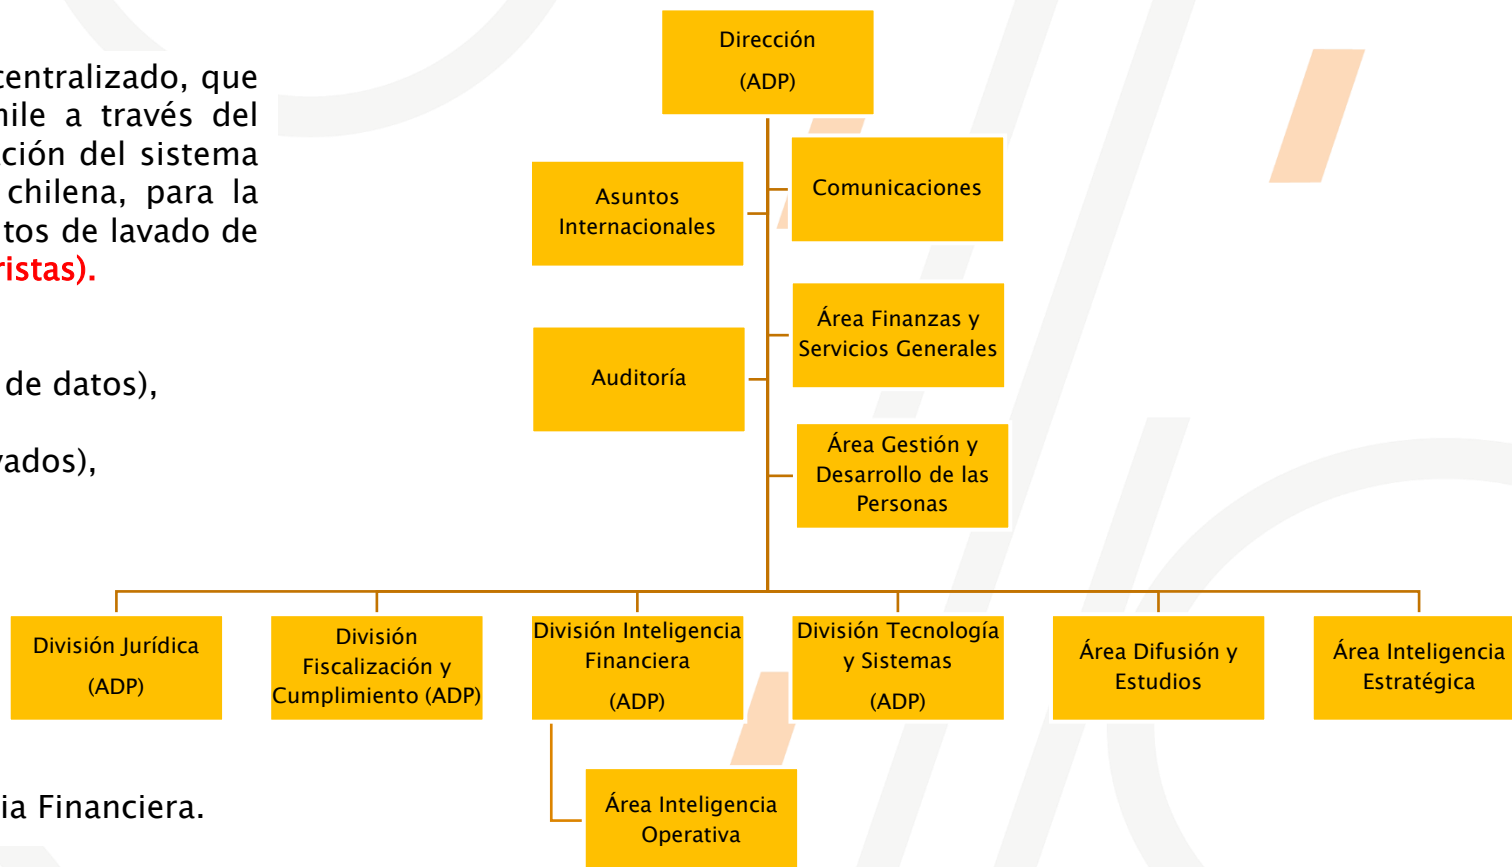 centralizado, que
hile a través del
ación del sistema
chilena, para la
tos de lavado de
ristas).
de datos),
vados),
ia Financiera.
Dirección
(ADP)
Asuntos
Internacionales
Comunicaciones
Área Finanzas y
Servicios Generales
Auditoría
Área Gestión y
Desarrollo de las
Personas
División Jurídica
(ADP)
División
Fiscalización y
Cumplimiento (ADP)
División Inteligencia
Financiera
(ADP)
División Tecnología
y Sistemas
(ADP)
Área Difusión y
Estudios
Área Inteligencia
Estratégica
Área Inteligencia
Operativa